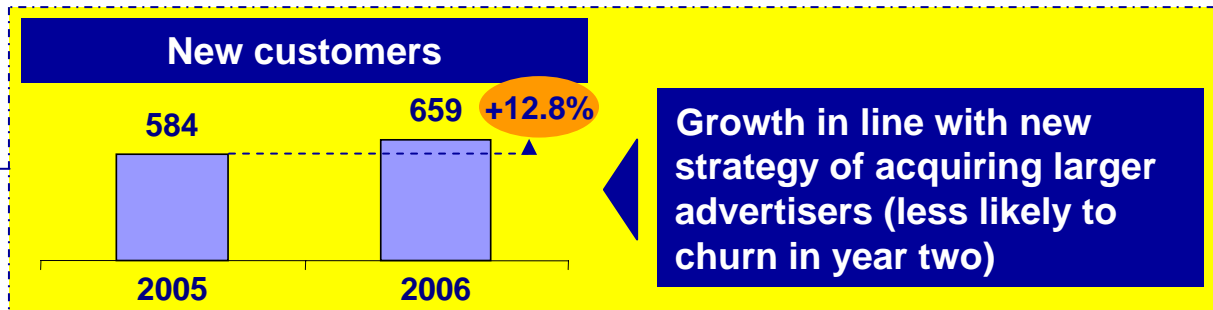 New customers
584
659
+12.8%
2005
2006
Growth in line with new
strategy of acquiring larger
advertisers (less likely to
churn in year two)